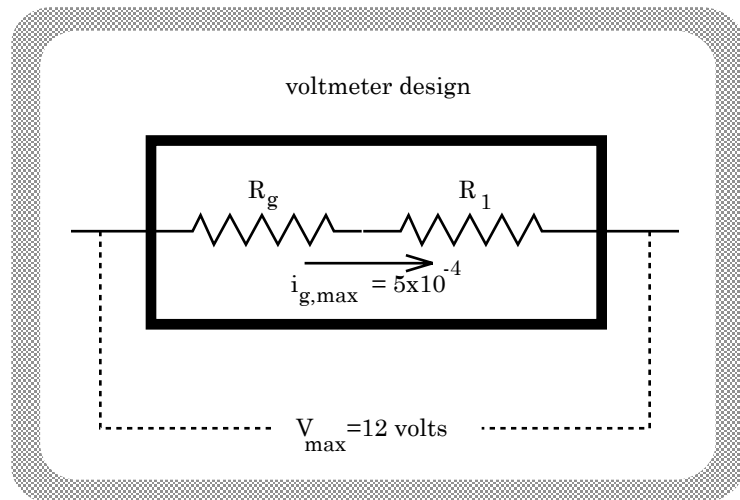 voltmeter design
R_g R_1
i_g,max = 5x10^-4
V_max=12 volts